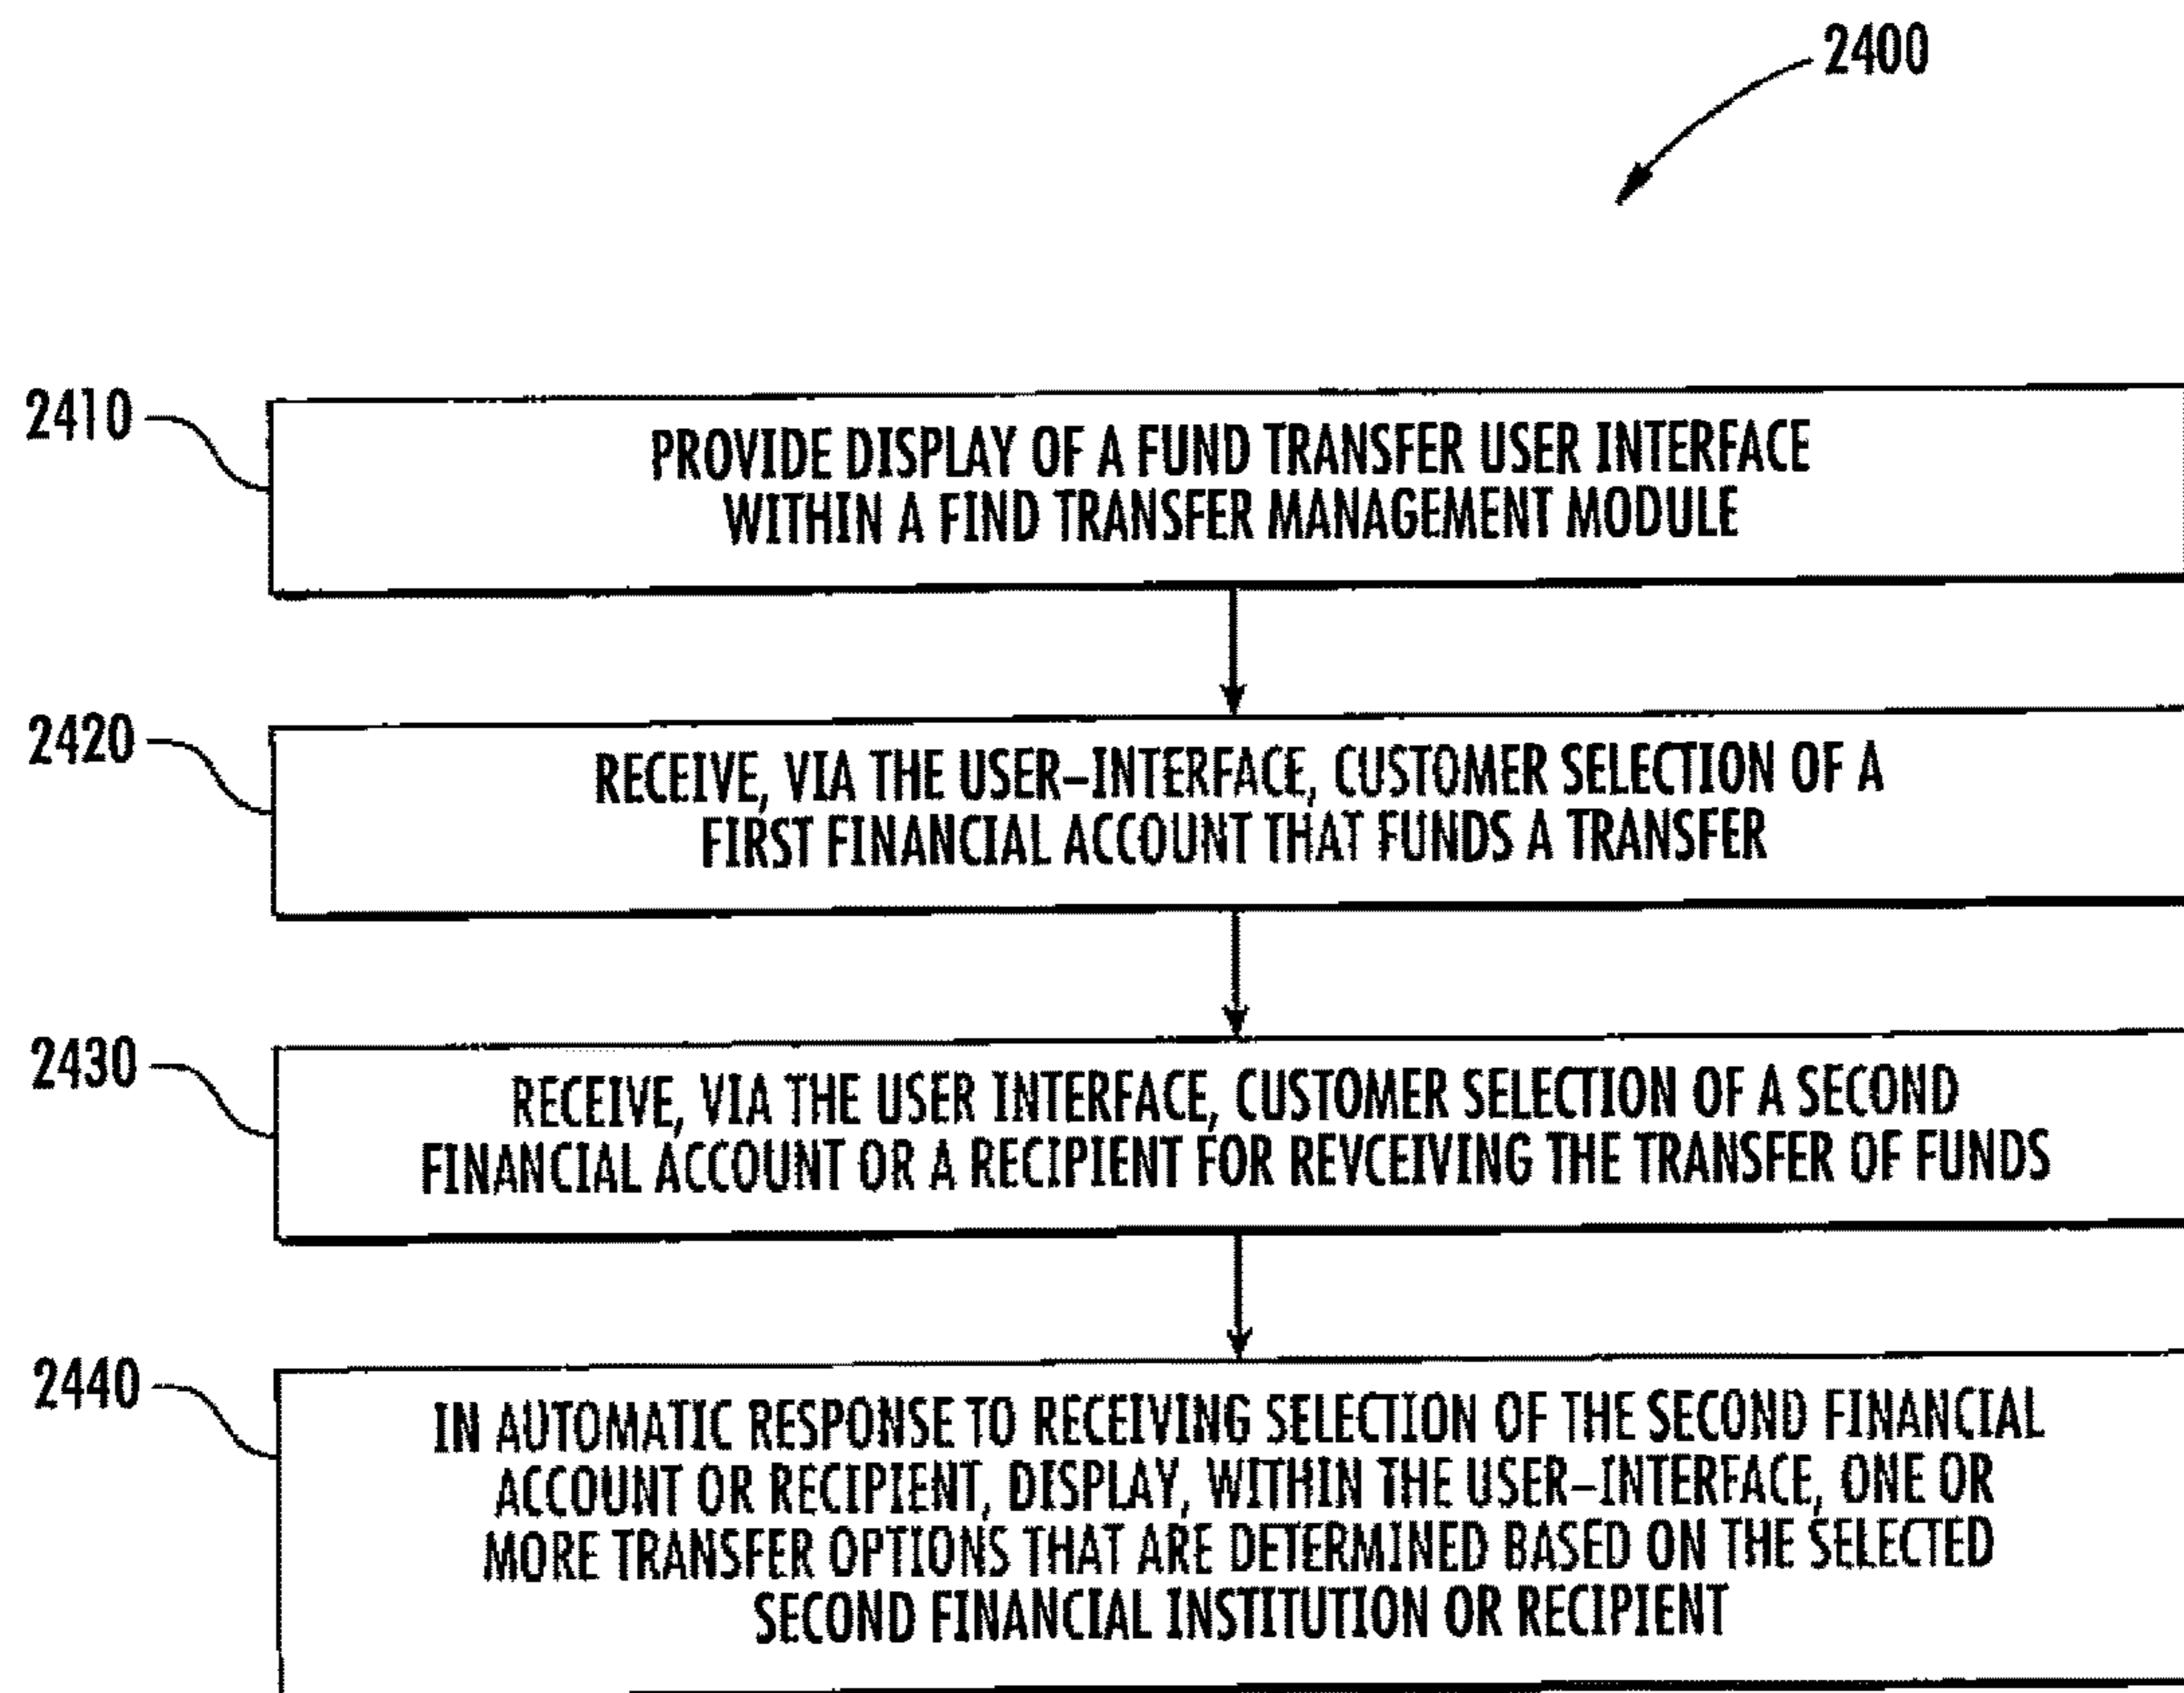 2400
2410
PROVIDE DISPLAY OF A FUND TRANSFER USER INTERFACE
WITHIN A FIND TRANSFER MANAGEMENT MODULE
2420
RECEIVE, VIA THE USER-INTERFACE, CUSTOMER SELECTION OF A
FIRST FINANCIAL ACCOUNT THAT FUNDS A TRANSFER
2430
RECEIVE, VIA THE USER INTERFACE, CUSTOMER SELECTION OF A SECOND
FINANCIAL ACCOUNT OR A RECIPIENT FOR REVCEIVING THE TRANSFER OF FUNDS
2440
IN AUTOMATIC RESPONSE TO RECEIVING SELECTION OF THE SECOND FINANCIAL
ACCOUNT OR RECIPIENT, DISPLAY, WITHIN THE USER-INTERFACE, ONE OR
MORE TRANSFER OPTIONS THAT ARE DETERMINED BASED ON THE SELECTED
SECOND FINANCIAL INSTITUTION OR RECIPIENT